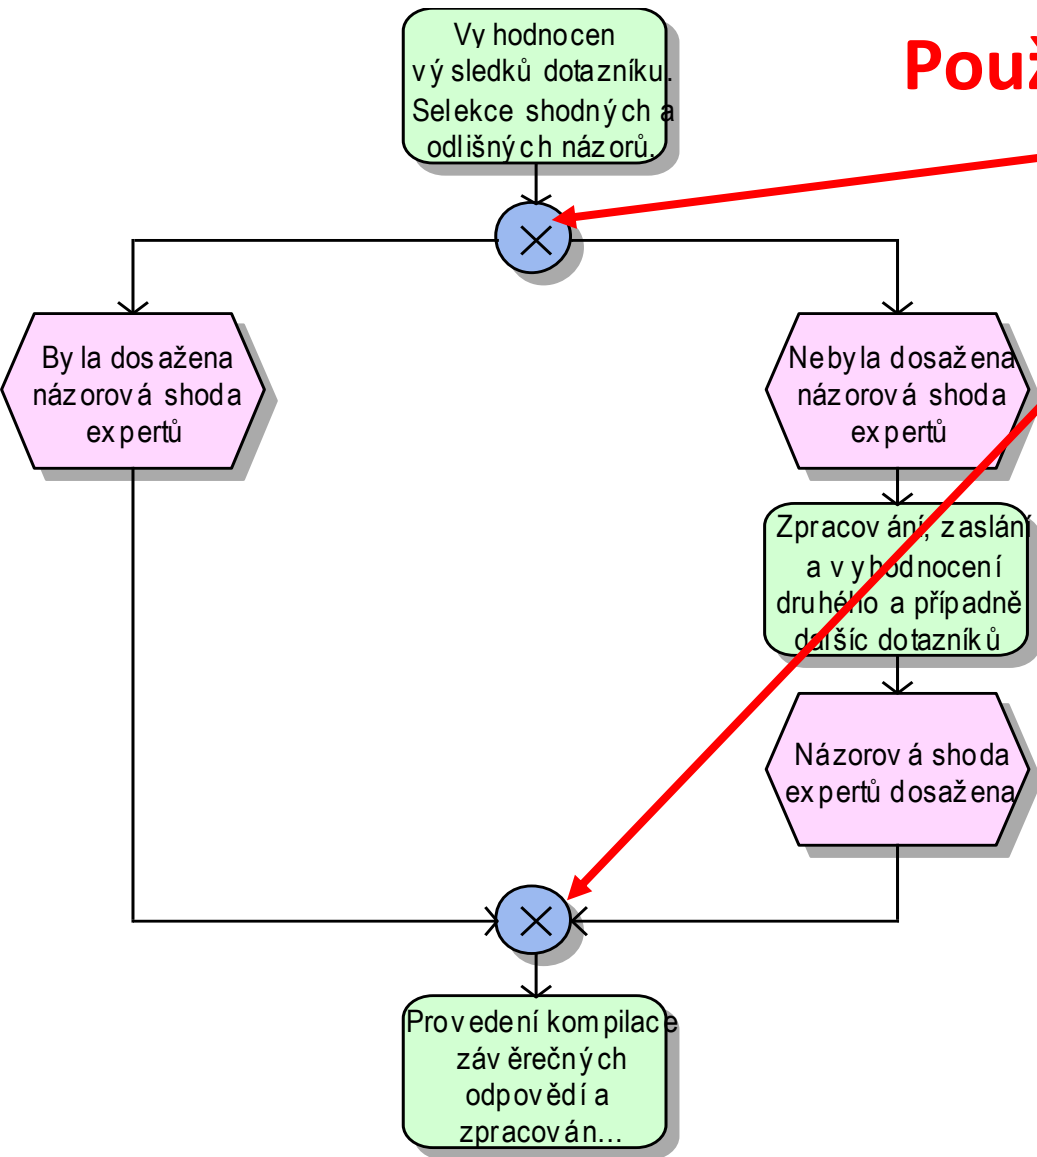 Vyhodnocen
výsledků dotazníku.
Selekce shodných a
odlišných názorů.
Použ
Byla dosažena
názorová shoda
expertů
Nebyla dosažena
názorová shoda
expertů
Zpracování, zaslání
a vyhodnocení
druhého a případně
dalšíc dotazníků
Názorová shoda
expertů dosažena
Provedení kompilace
závěrečných
odpovědí a
zpracován...